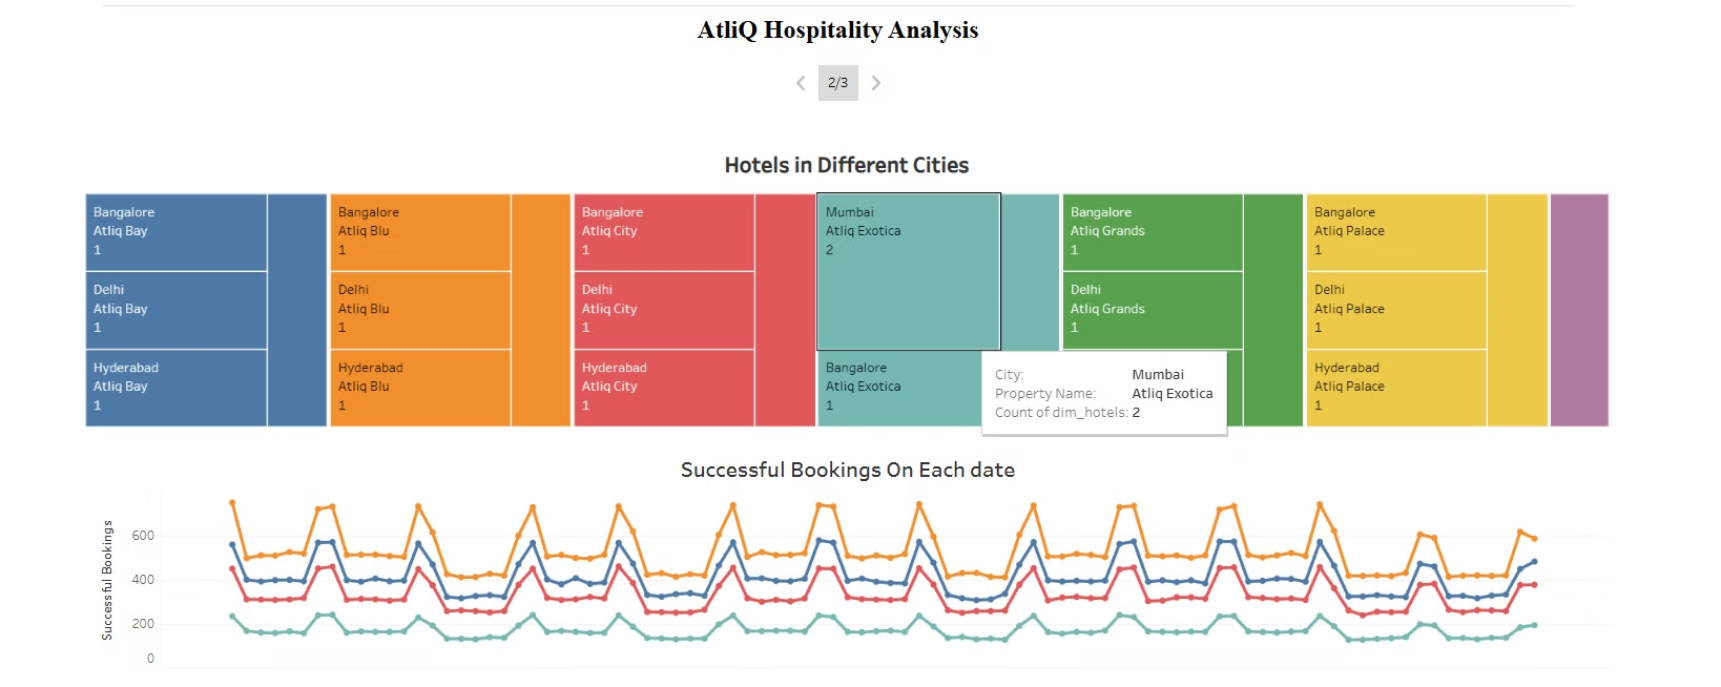 AtliQ Hospitality Analysis
2/3
Hotels in Different Cities
Bangalore
Atliq Bay
1
Delhi
Atliq Bay
1
Hyderabad
Atliq Bay
1
Bangalore
Atliq Blu
1
Delhi
Atliq Blu
1
Hyderabad
Atliq Blu
1
Bangalore
Atliq City
1
Delhi
Atliq City
1
Hyderabad
Atliq City
1
Mumbai
Atliq Exotica
2
Bangalore
Atliq Exotica
1
Bangalore
Atliq Grands
1
Delhi
Atliq Grands
1
City: Mumbai
Property Name: Atliq Exotica
Count of dim_hotels: 2
Bangalore
Atliq Palace
1
Delhi
Atliq Palace
1
Hyderabad
Atliq Palace
1
Successful Bookings On Each date
Successful Bookings
600
400
200
0